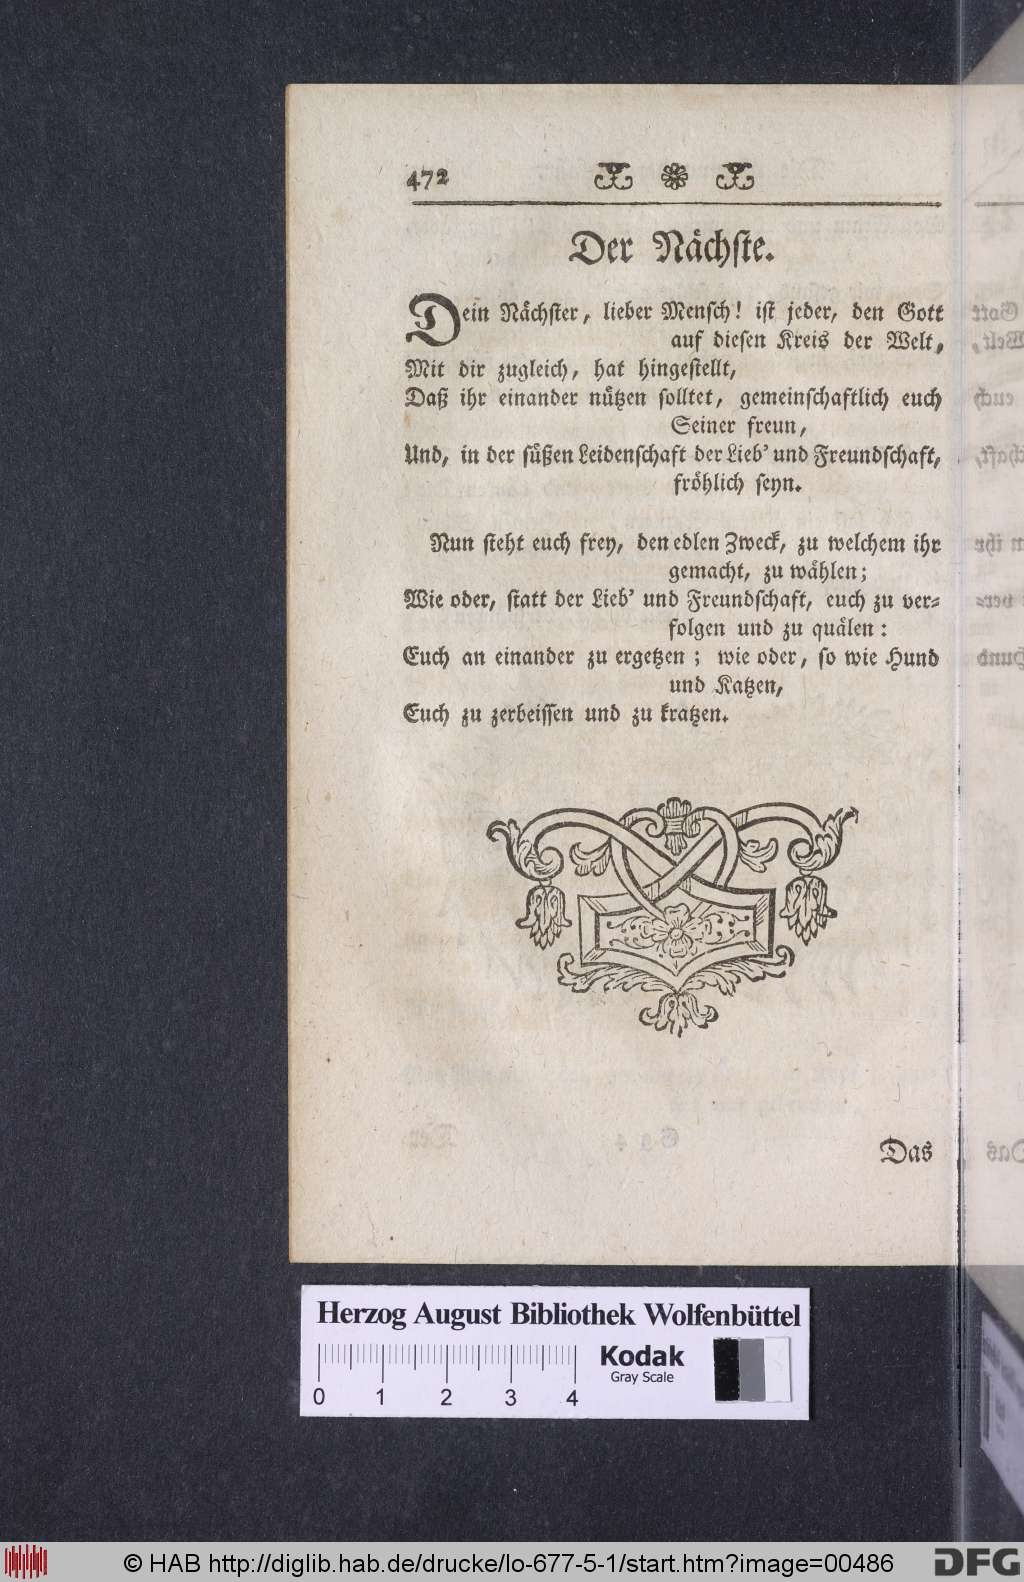 472
Der Nächste.
Dein Nächster, lieber Mensch! ist jeder, den Gott
auf diesen Kreis der Welt,
Mit dir zugleich, hat hingestellt,
Daß ihr einander nützen solltet, gemeinschaftlich euch
Seiner freun,
Und, in der süßen Leidenschaft der Lieb' und Freundschaft,
fröhlich seyn.
Nun steht euch frey, den edlen Zweck, zu welchem ihr
gemacht, zu wählen;
Wie oder, statt der Lieb' und Freundschaft, euch zu ver-
folgen und zu quälen:
Euch an einander zu ergetzen; wie oder, so wie Hund
und Katzen,
Euch zu zerbeissen und zu kratzen.
Das
Herzog August Bibliothek Wolfenbüttel
Kodak
Gray Scale
0 1 2 3 4
© HAB http://diglib.hab.de/drucke/lo-677-5-1/start.htm?image=00486
DFG